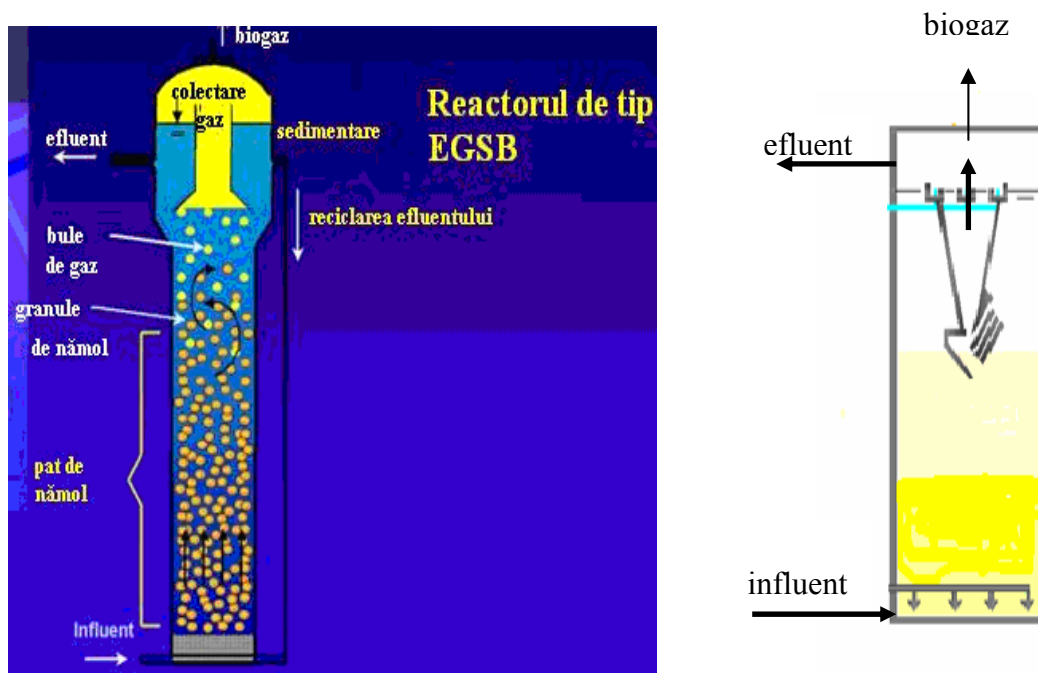 biogaz
colectare
gaz
Reactorul de tip
EGSB
sedimentare
efluent
reciclarea efluentului
bule
de gaz
granule
de nămol
pat de
nămol
Influent
biogaz
efluent
influent